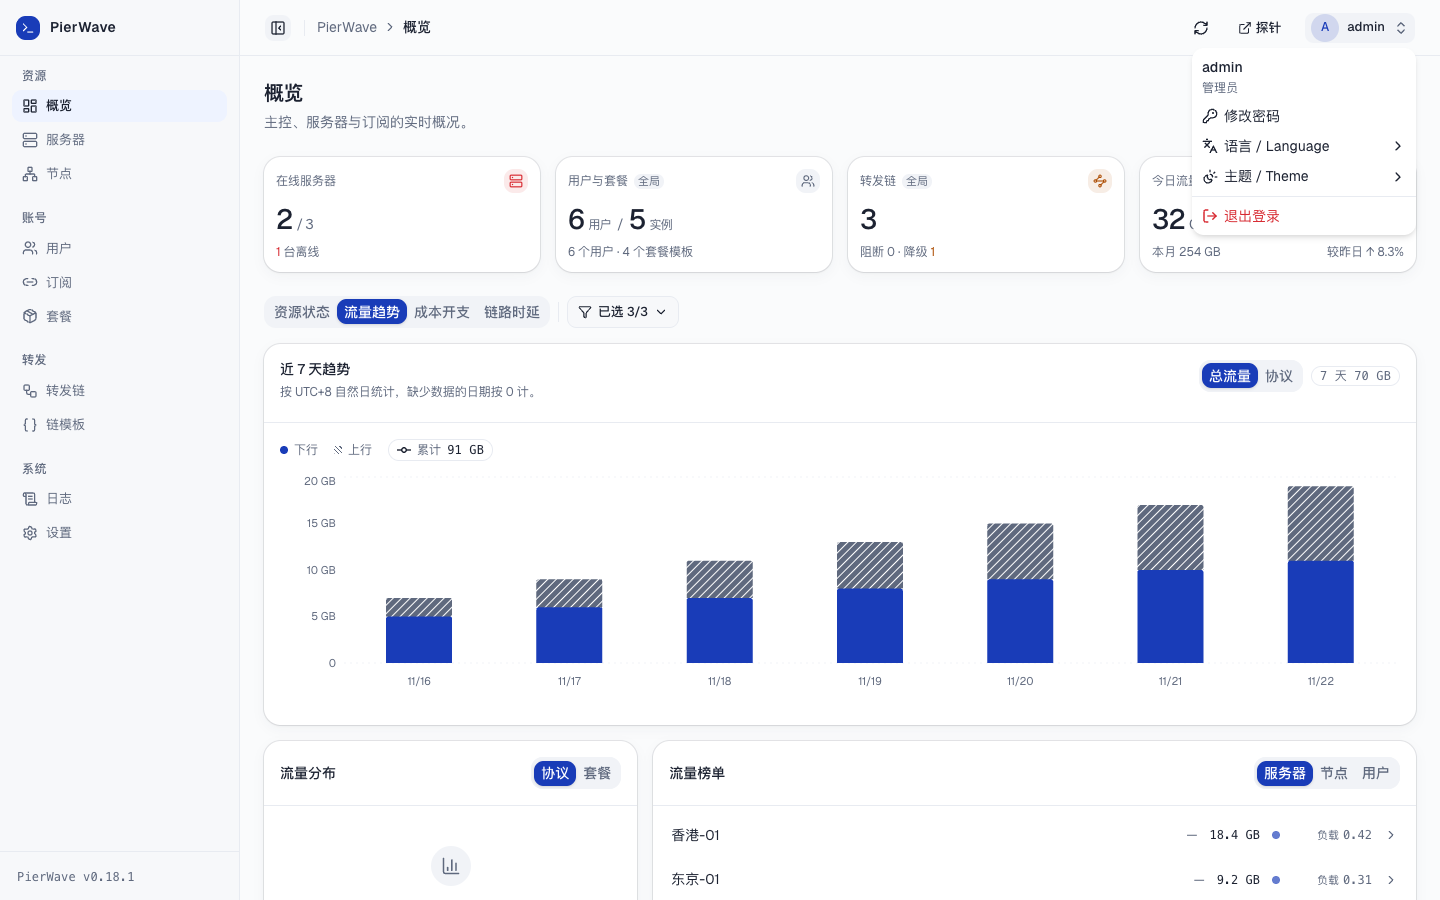 PierWave
资源
概览
服务器
节点
账号
用户
订阅
套餐
转发
转发链
链模板
系统
日志
设置
PierWave v0.18.1
PierWave
概览
探针
A
admin
admin
管理员
修改密码
语言 / Language
主题 / Theme
退出登录
概览
主控、服务器与订阅的实时概况。
在线服务器
2 / 3
1 台离线
用户与套餐 全局
6 用户 / 5 实例
6 个用户 · 4 个套餐模板
转发链 全局
3
阻断 0 · 降级 1
今日流
32
本月 254 GB
较昨日 ↑ 8.3%
资源状态 流量趋势 成本开支 链路时延
已选 3/3
近 7 天趋势
按 UTC+8 自然日统计，缺少数据的日期按 0 计。
总流量 协议
7 天 70 GB
下行 上行 累计 91 GB
20 GB
15 GB
10 GB
5 GB
0
11/16 11/17 11/18 11/19 11/20 11/21 11/22
流量分布
协议 套餐
流量榜单
服务器 节点 用户
香港-01 — 18.4 GB 负载 0.42
东京-01 — 9.2 GB 负载 0.31